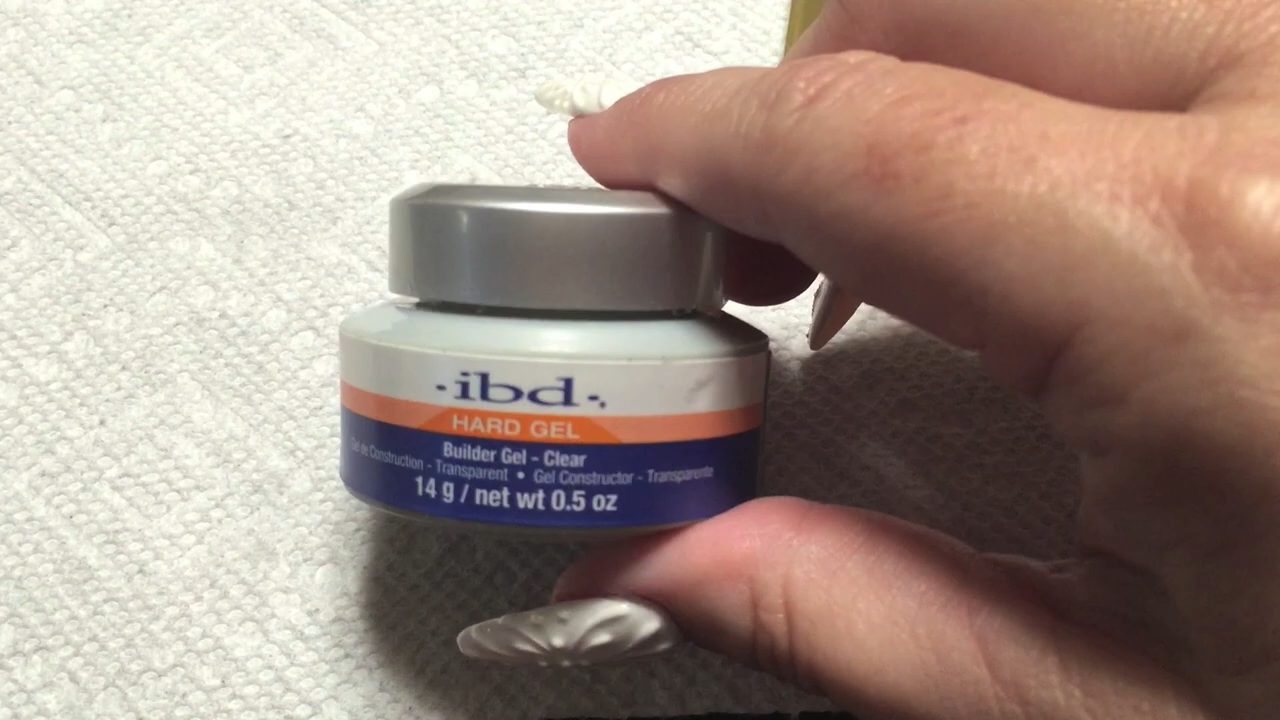 ibd
HARD GEL
Builder Gel - Clear
Gel de Construction - Transparent • Gel Constructor - Transparente
14 g / net wt 0.5 oz